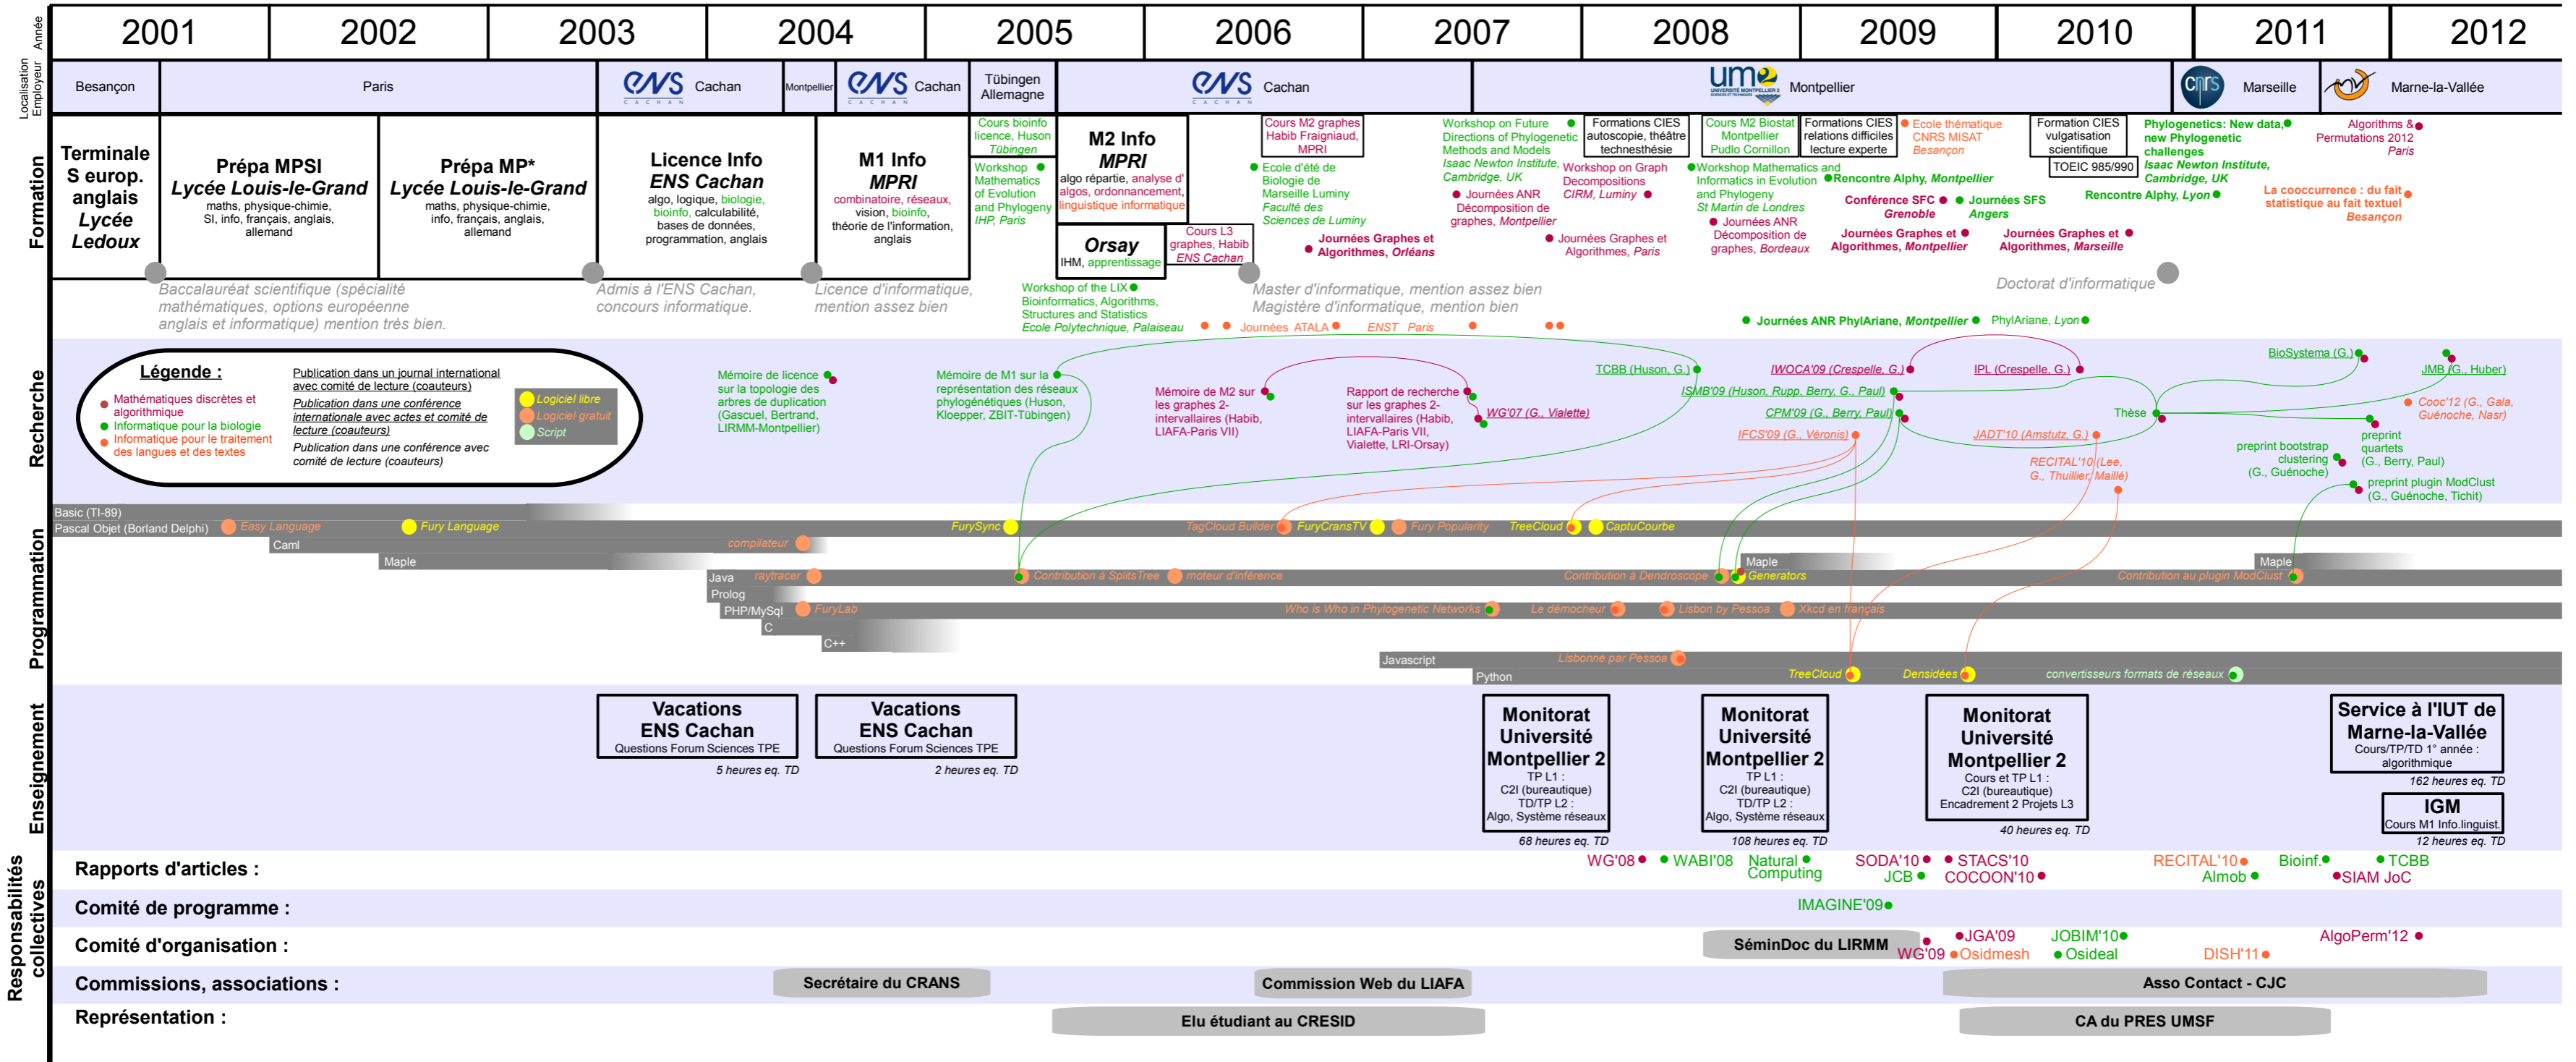 Année
2001 2002 2003 2004 2005 2006 2007 2008 2009 2010 2011 2012
Localisation
Employeur
Besançon
Paris
ens CACHAN Cachan
Montpellier
ens CACHAN Cachan
Tübingen
Allemagne
ens CACHAN Cachan
um2 UNIVERSITÉ MONTPELLIER 2 Montpellier
cnrs Marseille
Marne-la-Vallée
Formation
Terminale
S europ.
anglais
Lycée
Ledoux
Prépa MPSI
Lycée Louis-le-Grand
maths, physique-chimie,
SI, info, français, anglais,
allemand
Prépa MP*
Lycée Louis-le-Grand
maths, physique-chimie,
info, français, anglais,
allemand
Licence Info
ENS Cachan
algo, logique, biologie,
bioinfo, calculabilité,
bases de données,
programmation, anglais
M1 Info
MPRI
combinatoire, réseaux,
vision, bioinfo,
théorie de l'information,
anglais
Cours bioinfo
licence, Huson
Tübingen
Workshop
Mathematics
of Evolution
and Phylogeny
IHP, Paris
M2 Info
MPRI
algo répartie, analyse d'
algos, ordonnancement,
linguistique informatique
Orsay
IHM, apprentissage
Cours L3
graphes, Habib
ENS Cachan
Cours M2 graphes
Habib Fraigniaud,
MPRI
Ecole d'été de
Biologie de
Marseille Luminy
Faculté des
Sciences de Luminy
Journées Graphes et
Algorithmes, Orléans
Workshop on Future
Directions of Phylogenetic
Methods and Models
Isaac Newton Institute,
Cambridge, UK
Journées ANR
Décomposition de
graphes, Montpellier
Journées Graphes et
Algorithmes, Paris
Formations CIES
autoscopie, théâtre
technesthésie
Workshop on Graph
Decompositions
CIRM, Luminy
Cours M2 Biostat
Montpellier
Pudlo Cornillon
Workshop Mathematics and
Informatics in Evolution
and Phylogeny
St Martin de Londres
Journées ANR
Décomposition de
graphes, Bordeaux
Formations CIES
relations difficiles
lecture experte
Rencontre Alphy, Montpellier
Conférence SFC
Grenoble
Journées Graphes et
Algorithmes, Montpellier
Ecole thématique
CNRS MISAT
Besançon
Journées SFS
Angers
Formation CIES
vulgatisation
scientifique
TOEIC 985/990
Rencontre Alphy, Lyon
Journées Graphes et
Algorithmes, Marseille
Phylogenetics: New data,
new Phylogenetic
challenges
Isaac Newton Institute,
Cambridge, UK
Algorithms &
Permutations 2012
Paris
La cooccurrence : du fait
statistique au fait textuel
Besançon
Baccalauréat scientifique (spécialité
mathématiques, options européenne
anglais et informatique) mention très bien.
Admis à l'ENS Cachan,
concours informatique.
Licence d'informatique,
mention assez bien
Workshop of the LIX
Bioinformatics, Algorithms,
Structures and Statistics
Ecole Polytechnique, Palaiseau
Master d'informatique, mention assez bien
Magistère d'informatique, mention bien
Journées ATALA ENST Paris
Doctorat d'informatique
Journées ANR PhylAriane, Montpellier
PhylAriane, Lyon
Recherche
Légende :
Mathématiques discrètes et
algorithmique
Informatique pour la biologie
Informatique pour le traitement
des langues et des textes
Publication dans un journal international
avec comité de lecture (coauteurs)
Publication dans une conférence
internationale avec actes et comité de
lecture (coauteurs)
Publication dans une conférence avec
comité de lecture (coauteurs)
Logiciel libre
Logiciel gratuit
Script
Mémoire de licence
sur la topologie des
arbres de duplication
(Gascuel, Bertrand,
LIRMM-Montpellier)
Mémoire de M1 sur la
représentation des réseaux
phylogénétiques (Huson,
Kloepper, ZBIT-Tübingen)
Mémoire de M2 sur
les graphes 2-
intervallaires (Habib,
LIAFA-Paris VII)
Rapport de recherche
sur les graphes 2-
intervallaires (Habib,
LIAFA-Paris VII,
Vialette, LRI-Orsay)
WG'07 (G., Vialette)
TCBB (Huson, G.)
IWOCA'09 (Crespelle, G.)
ISMB'09 (Huson, Rupp, Berry, G., Paul)
CPM'09 (G., Berry, Paul)
IFCS'09 (G., Véronis)
IPL (Crespelle, G.)
Thèse
JADT'10 (Amstutz, G.)
RECITAL'10 (Lee,
G., Thuillier, Maillé)
BioSystema (G.)
JMB (G., Huber)
Cooc'12 (G., Gala,
Guénoche, Nasr)
preprint
quartets
(G., Berry, Paul)
preprint bootstrap
clustering
(G., Guénoche)
preprint plugin ModClust
(G., Guénoche, Tichit)
Programmation
Basic (TI-89)
Pascal Objet (Borland Delphi) Easy Language Fury Language FurySync TagCloud Builder FuryCransTV Fury Popularity TreeCloud CaptuCourbe
Caml compilateur
Maple Maple Maple
Java raytracer Contribution à SplitsTree moteur d'inférence Contribution à Dendroscope Generators Contribution au plugin ModClust
Prolog
PHP/MySql FuryLab Who is Who in Phylogenetic Networks Le démocheur Lisbon by Pessoa Xkcd en français
C
C++
Javascript Lisbonne par Pessoa
Python TreeCloud Densidées convertisseurs formats de réseaux
Enseignement
Vacations
ENS Cachan
Questions Forum Sciences TPE
5 heures eq. TD
Vacations
ENS Cachan
Questions Forum Sciences TPE
2 heures eq. TD
Monitorat
Université
Montpellier 2
TP L1 :
C2I (bureautique)
TD/TP L2 :
Algo, Système réseaux
68 heures eq. TD
Monitorat
Université
Montpellier 2
TP L1 :
C2I (bureautique)
TD/TP L2 :
Algo, Système réseaux
108 heures eq. TD
Monitorat
Université
Montpellier 2
Cours et TP L1 :
C2I (bureautique)
Encadrement 2 Projets L3
40 heures eq. TD
Service à l'IUT de
Marne-la-Vallée
Cours/TP/TD 1° année :
algorithmique
162 heures eq. TD
IGM
Cours M1 Info.linguist.
12 heures eq. TD
Responsabilités
collectives
Rapports d'articles :
WG'08 WABI'08 Natural
Computing
SODA'10 STACS'10
JCB COCOON'10
RECITAL'10 Bioinf. TCBB
Almob SIAM JoC
Comité de programme :
IMAGINE'09
Comité d'organisation :
SéminDoc du LIRMM
WG'09
JGA'09
Osidmesh
JOBIM'10
Osideal
DISH'11
AlgoPerm'12
Commissions, associations :
Secrétaire du CRANS
Commission Web du LIAFA
Asso Contact - CJC
Représentation :
Elu étudiant au CRESID
CA du PRES UMSF